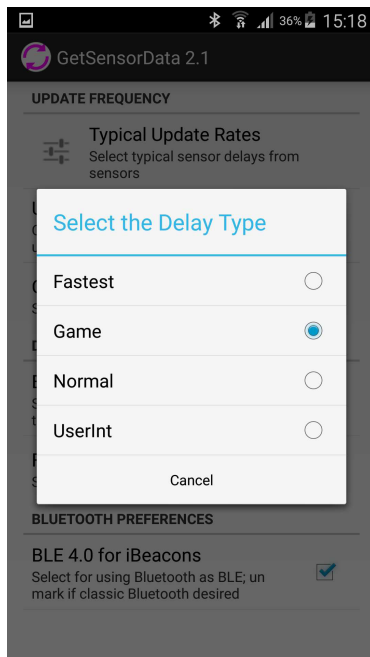 36% 15:18
GetSensorData 2.1
UPDATE FREQUENCY
Typical Update Rates
Select typical sensor delays from
sensors
Select the Delay Type
Fastest
Game
Normal
UserInt
Cancel
BLUETOOTH PREFERENCES
BLE 4.0 for iBeacons
Select for using Bluetooth as BLE; un
mark if classic Bluetooth desired